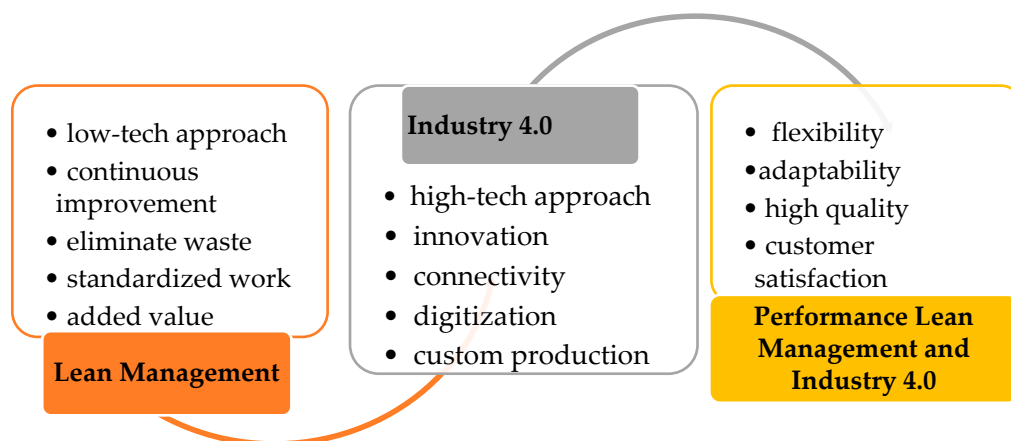 • low-tech approach
• continuous
improvement
• eliminate waste
• standardized work
• added value
Lean Management
Industry 4.0
• high-tech approach
• innovation
• connectivity
• digitization
• custom production
• flexibility
•adaptability
• high quality
• customer
satisfaction
Performance Lean
Management and
Industry 4.0